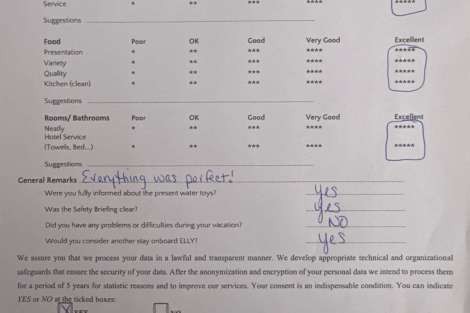 Service * ** *** **** *****
Suggestions
Food Poor OK Good Very Good Excellent
Presentation * ** *** **** *****
Variety * ** *** **** *****
Quality * ** *** **** *****
Kitchen (clean) * ** *** **** *****
Suggestions
Rooms/ Bathrooms Poor OK Good Very Good Excellent
Neatly * ** *** **** *****
Hotel Service
(Towels, Bed...) * ** *** **** *****
Suggestions
General Remarks Everything was perfect!
Were you fully informed about the present water toys? yes
Was the Safety Briefing clear? yes
Did you have any problems or difficulties during your vacation? NO
Would you consider another stay onboard ELLY? yes
We assure you that we process your data in a lawful and transparent manner. We develop appropriate technical and organizational
safeguards that ensure the security of your data. After the anonymization and encryption of your personal data we intend to process them
for a period of 5 years for statistic reasons and to improve our services. Your consent is an indispensable condition. You can indicate
YES or NO at the ticked boxes:
X YES NO